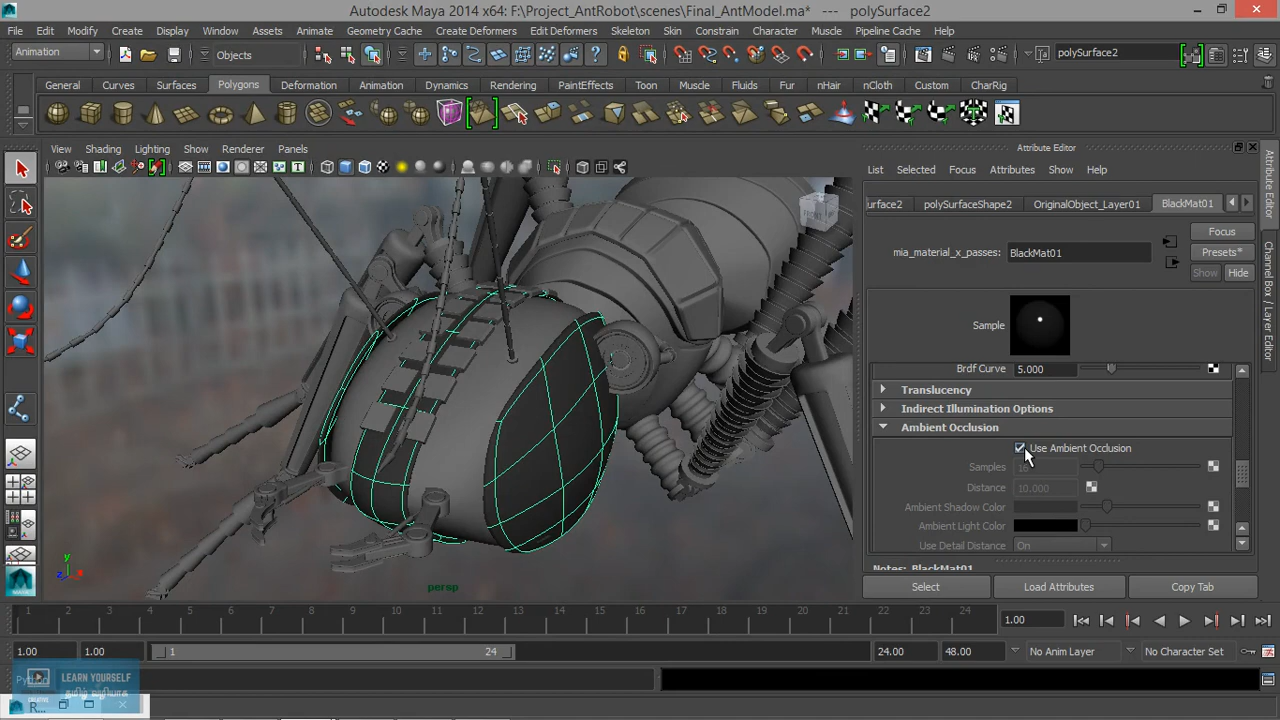 Autodesk Maya 2014 x64: F:\Project_AntRobot\scenes\Final_AntModel.ma* --- polySurface2
File Edit Modify Create Display Window Assets Animate Geometry Cache Create Deformers Edit Deformers Skeleton Skin Constrain Character Muscle Pipeline Cache Help
Animation Objects polySurface2
General Curves Surfaces Polygons Deformation Animation Dynamics Rendering PaintEffects Toon Muscle Fluids Fur nHair nCloth Custom CharRig
View Shading Lighting Show Renderer Panels
Attribute Editor
List Selected Focus Attributes Show Help
urface2 polySurfaceShape2 OriginalObject_Layer01 BlackMat01
Focus
mia_material_x_passes: BlackMat01 Presets*
Show Hide
Sample
Brdf Curve 5.000
Translucency
Indirect Illumination Options
Ambient Occlusion
Use Ambient Occlusion
Samples 16
Distance 10.000
Ambient Shadow Color
Ambient Light Color
Use Detail Distance On
Notes: BlackMat01
Select Load Attributes Copy Tab
Attribute Editor
Channel Box / Layer Editor
y
z x
persp
1 2 3 4 5 6 7 8 9 10 11 12 13 14 15 16 17 18 19 20 21 22 23 24 1.00
1.00 1.00 1 24 24.00 48.00 No Anim Layer No Character Set
Python
LEARN YOURSELF
தமிழ் வழியாக
CREATIVE
R...